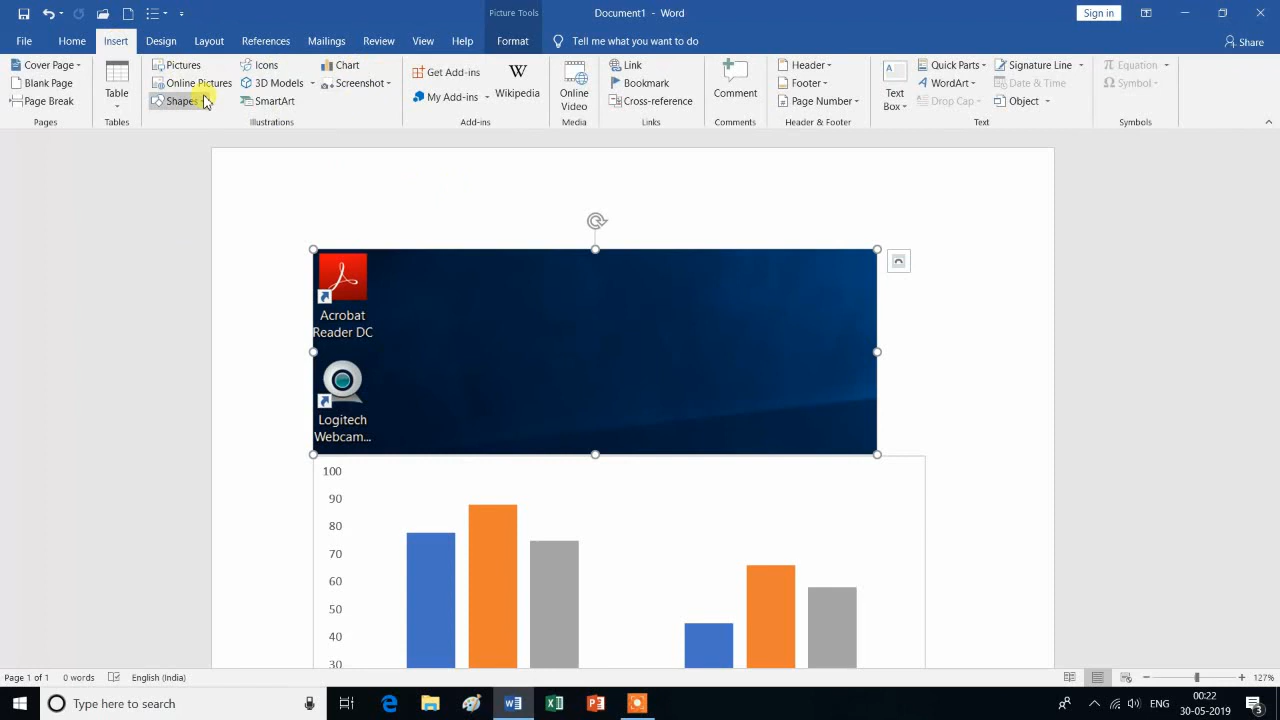 Picture Tools
Document1 - Word
Sign in
File Home Insert Design Layout References Mailings Review View Help Format Tell me what you want to do Share
Cover Page
Blank Page
Page Break
Pages
Table
Tables
Pictures
Online Pictures
Shapes
Icons
3D Models
SmartArt
Chart
Screenshot
Illustrations
Get Add-ins
My Add-ins
Wikipedia
Add-ins
Online
Video
Media
Link
Bookmark
Cross-reference
Links
Comment
Comments
Header
Footer
Page Number
Header & Footer
Text
Box
Quick Parts
WordArt
Drop Cap
Signature Line
Date & Time
Object
Text
Equation
Symbol
Symbols
Acrobat
Reader DC
Logitech
Webcam...
100
90
80
70
60
50
40
30
Page 1 of 1 0 words English (India) 127%
Type here to search
ENG
00:22
30-05-2019
3